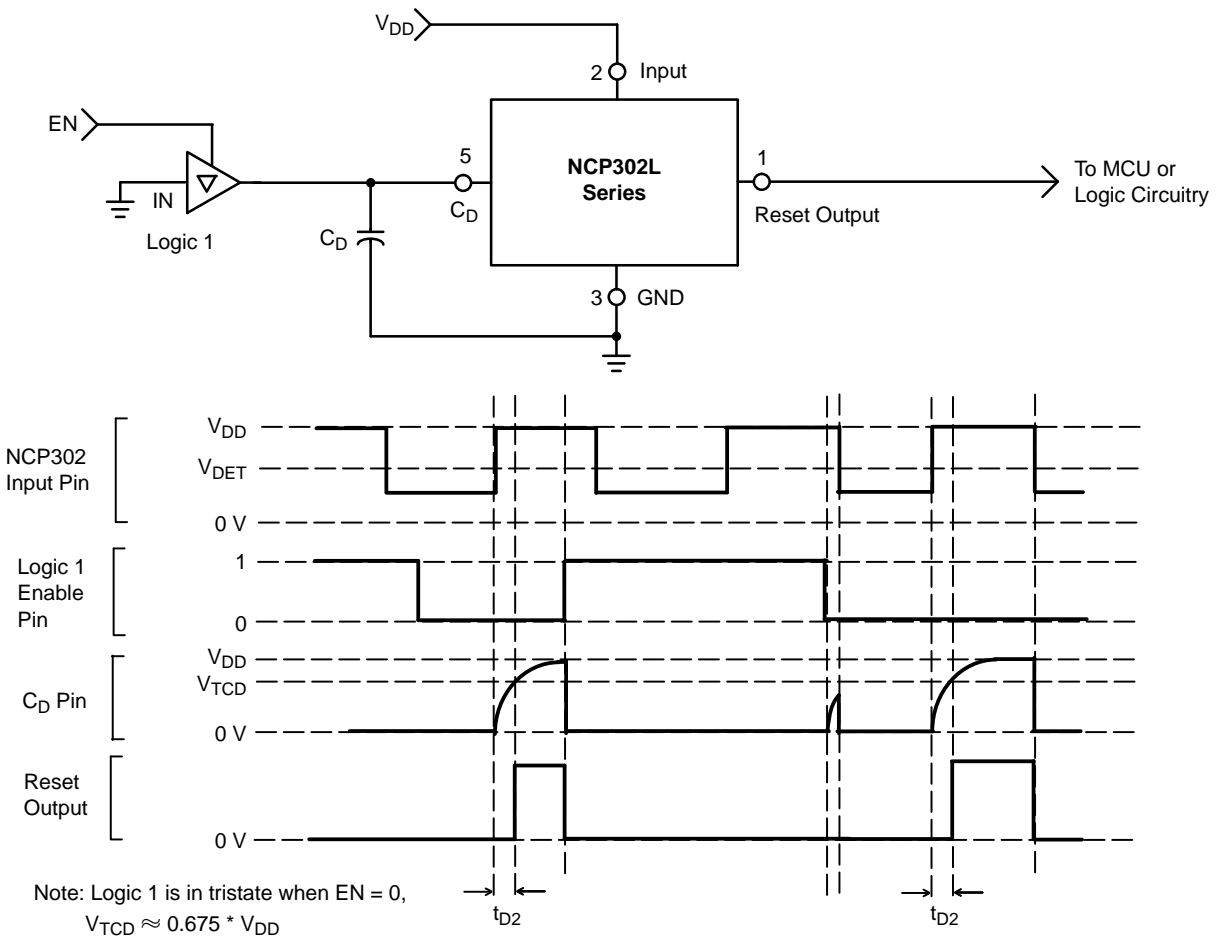 VDD
2 Input
EN
5
NCP302L
Series
1
To MCU or
Logic Circuitry
IN
CD
Reset Output
Logic 1
CD
3 GND
NCP302
Input Pin
VDD
VDET
0 V
Logic 1
Enable
Pin
1
0
CD Pin
VDD
VTCD
0 V
Reset
Output
0 V
Note: Logic 1 is in tristate when EN = 0,
VTCD ≈ 0.675 * VDD
tD2
tD2